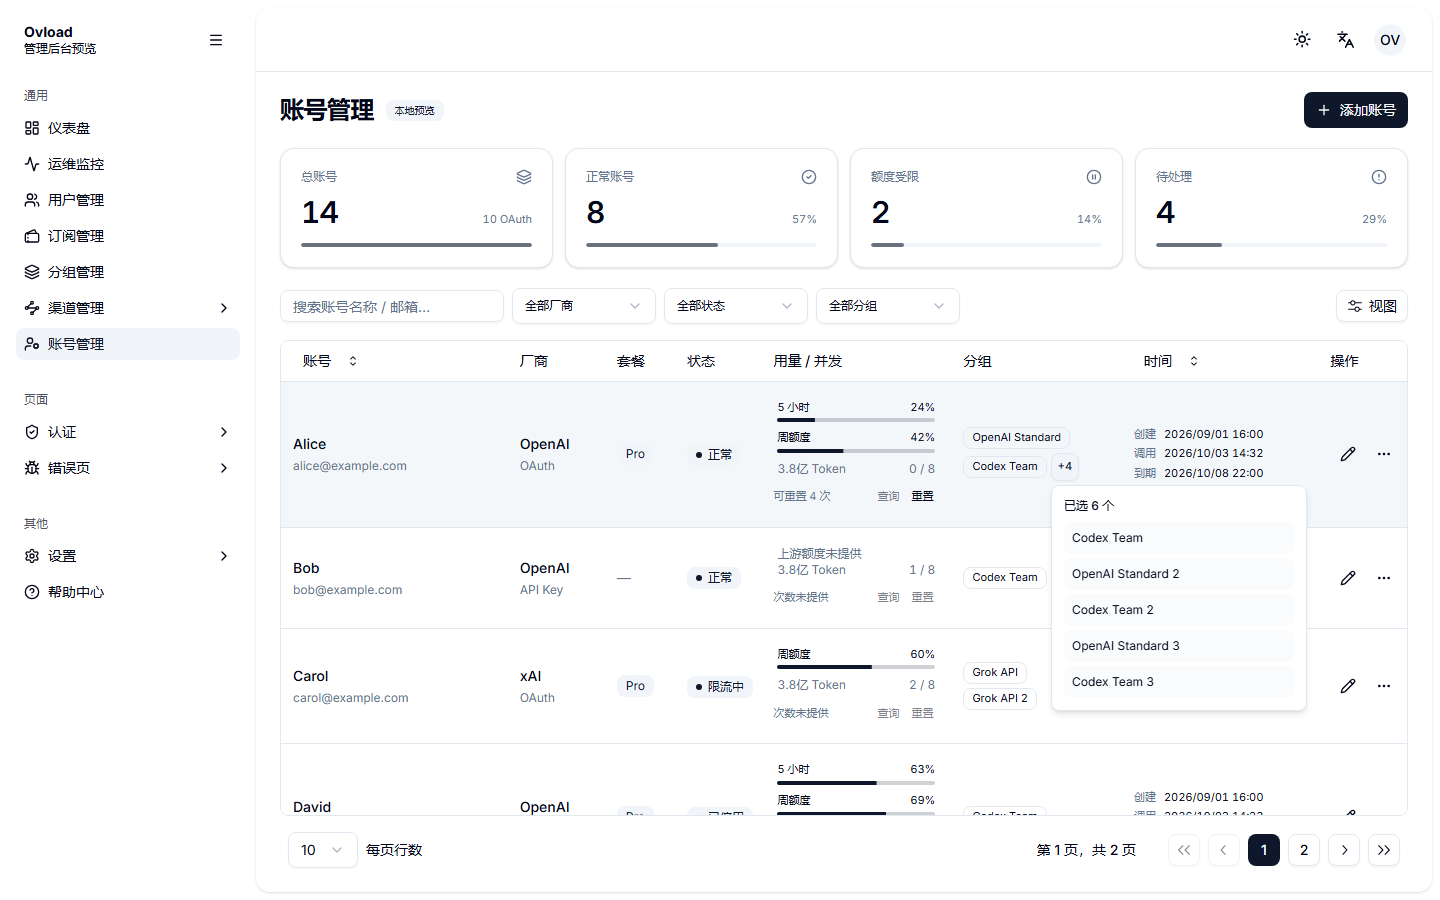 Ovload
管理后台预览
通用
仪表盘
运维监控
用户管理
订阅管理
分组管理
渠道管理
账号管理
页面
认证
错误页
其他
设置
帮助中心
OV
账号管理 本地预览
添加账号
总账号
14 10 OAuth
正常账号
8 57%
额度受限
2 14%
待处理
4 29%
搜索账号名称 / 邮箱... 全部厂商 全部状态 全部分组 视图
账号 厂商 套餐 状态 用量 / 并发 分组 时间 操作
Alice
alice@example.com
OpenAI
OAuth
Pro
正常
5 小时 24%
周额度 42%
3.8亿 Token 0 / 8
可重置 4 次 查询 重置
OpenAI Standard
Codex Team +4
创建 2026/09/01 16:00
调用 2026/10/03 14:32
到期 2026/10/08 22:00
已选 6 个
Codex Team
OpenAI Standard 2
Codex Team 2
OpenAI Standard 3
Codex Team 3
Bob
bob@example.com
OpenAI
API Key
—
正常
上游额度未提供
3.8亿 Token 1 / 8
次数未提供 查询 重置
Codex Team
Carol
carol@example.com
xAI
OAuth
Pro
限流中
周额度 60%
3.8亿 Token 2 / 8
次数未提供 查询 重置
Grok API
Grok API 2
David
OpenAI
5 小时 63%
周额度 69%
Codex Team
创建 2026/09/01 16:00
10 每页行数
第 1 页，共 2 页
1 2